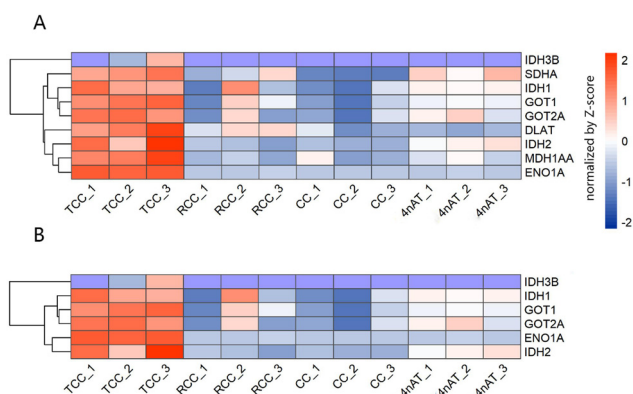 A
IDH3B
SDHA
IDH1
GOT1
GOT2A
DLAT
IDH2
MDH1AA
ENO1A
TCC_1 TCC_2 TCC_3 RCC_1 RCC_2 RCC_3 CC_1 CC_2 CC_3 4nAT_1 4nAT_2 4nAT_3
2
1
0
-1
-2
normalized by Z-score
B
IDH3B
IDH1
GOT1
GOT2A
ENO1A
IDH2
TCC_1 TCC_2 TCC_3 RCC_1 RCC_2 RCC_3 CC_1 CC_2 CC_3 4nAT_1 4nAT_2 4nAT_3